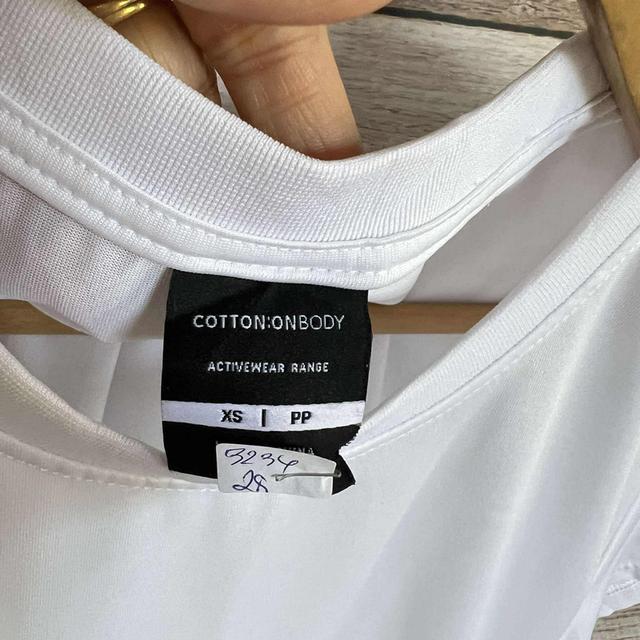 COTTON:ONBODY
ACTIVEWEAR RANGE
XS | PP
3234
28